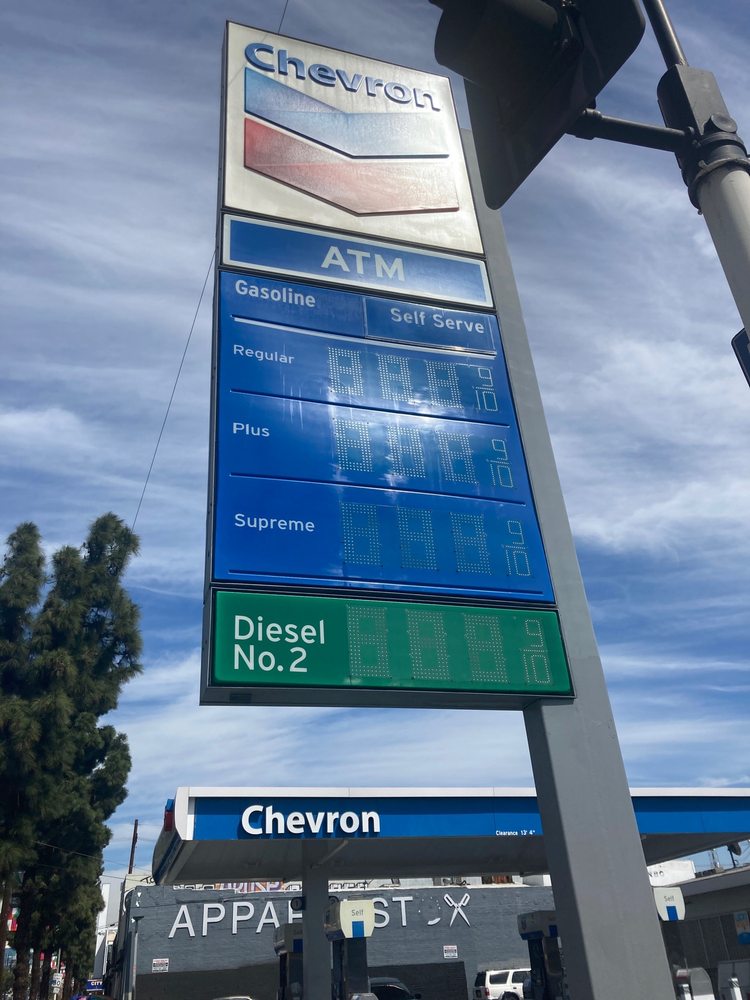 Chevron
ATM
Gasoline
Self Serve
Regular
9
10
Plus
9
10
Supreme
9
10
Diesel
No. 2
9
10
Chevron
Clearance 13' 4"
Self